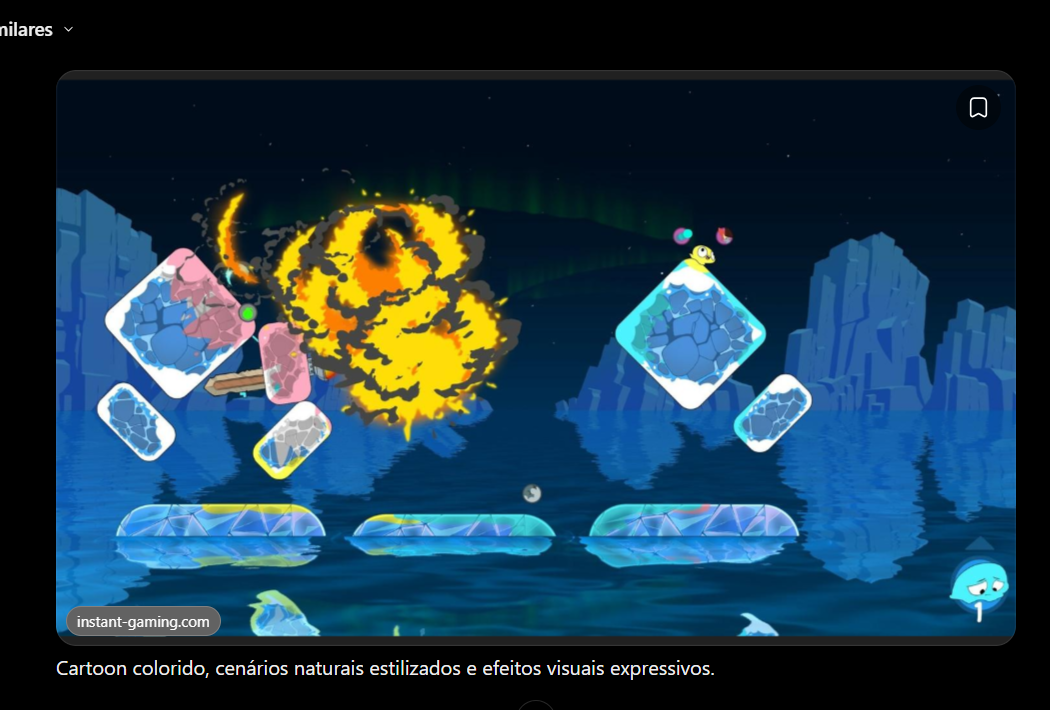 milares
instant-gaming.com
1
Cartoon colorido, cenários naturais estilizados e efeitos visuais expressivos.